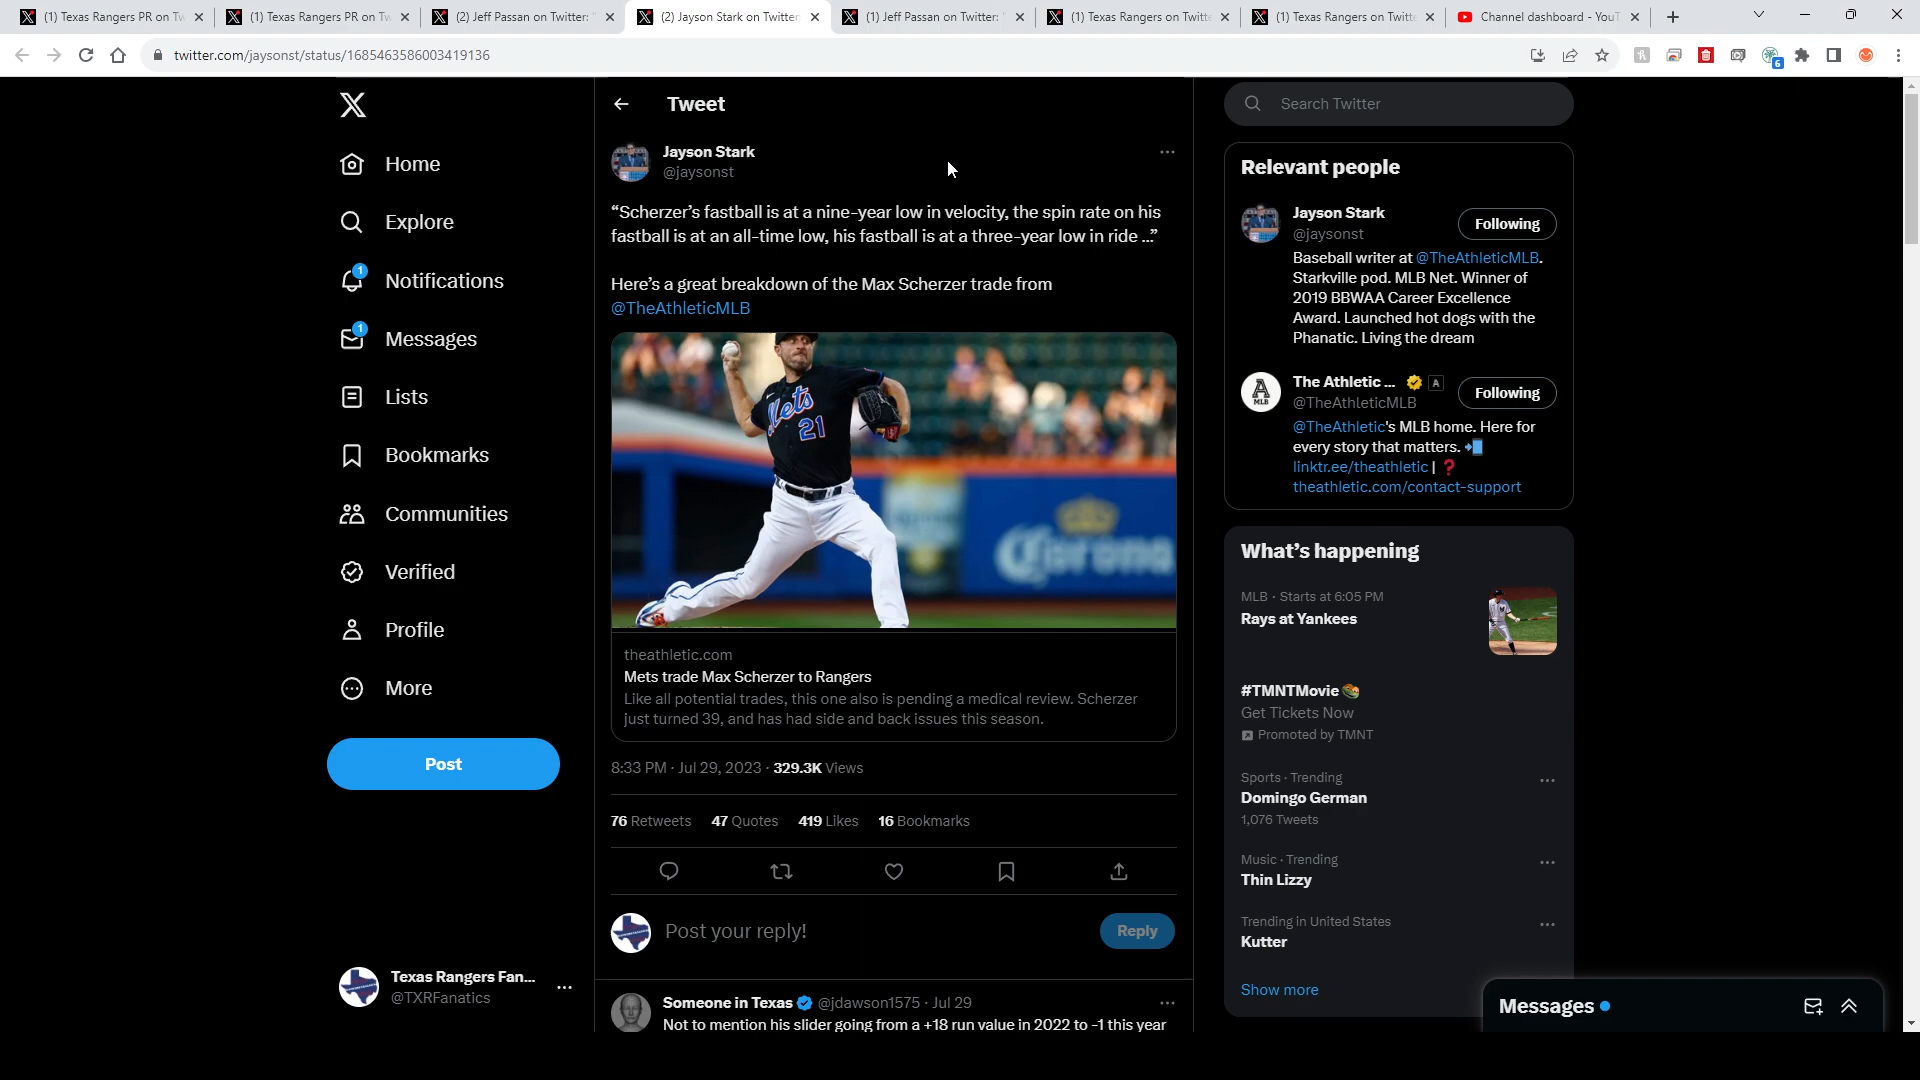 (1) Texas Rangers PR on Tw
(1) Texas Rangers PR on Tw
(2) Jeff Passan on Twitter: "
(2) Jayson Stark on Twitter
(1) Jeff Passan on Twitter: "
(1) Texas Rangers on Twitte
(1) Texas Rangers on Twitte
Channel dashboard - YouT
twitter.com/jaysonst/status/1685463586003419136
6
Home
Explore
1
Notifications
1
Messages
Lists
Bookmarks
Communities
Verified
Profile
More
Post
Texas Rangers Fan...
@TXRFanatics
Tweet
Jayson Stark
@jaysonst
“Scherzer’s fastball is at a nine-year low in velocity, the spin rate on his
fastball is at an all-time low, his fastball is at a three-year low in ride ...”
Here’s a great breakdown of the Max Scherzer trade from
@TheAthleticMLB
Mets
21
Corona
theathletic.com
Mets trade Max Scherzer to Rangers
Like all potential trades, this one also is pending a medical review. Scherzer
just turned 39, and has had side and back issues this season.
8:33 PM · Jul 29, 2023 · 329.3K Views
76 Retweets 47 Quotes 419 Likes 16 Bookmarks
Post your reply!
Reply
Someone in Texas @jdawson1575 · Jul 29
Not to mention his slider going from a +18 run value in 2022 to -1 this year
Search Twitter
Relevant people
Jayson Stark
@jaysonst
Following
Baseball writer at @TheAthleticMLB.
Starkville pod. MLB Net. Winner of
2019 BBWAA Career Excellence
Award. Launched hot dogs with the
Phanatic. Living the dream
A
MLB
The Athletic ...
A
@TheAthleticMLB
Following
@TheAthletic's MLB home. Here for
every story that matters.
linktr.ee/theathletic |
theathletic.com/contact-support
What’s happening
MLB · Starts at 6:05 PM
Rays at Yankees
#TMNTMovie
Get Tickets Now
Promoted by TMNT
Sports · Trending
Domingo German
1,076 Tweets
Music · Trending
Thin Lizzy
Trending in United States
Kutter
Show more
Messages